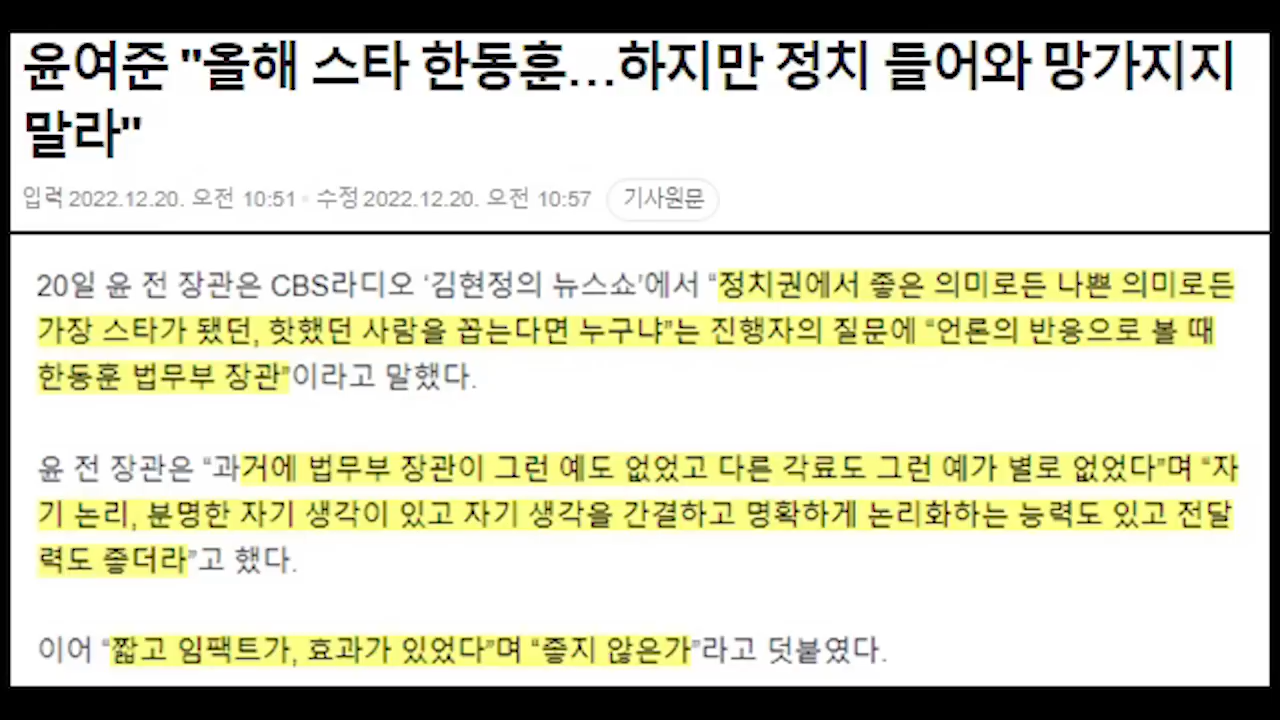 윤여준 "올해 스타 한동훈…하지만 정치 들어와 망가지지
말라"
입력 2022.12.20. 오전 10:51 · 수정 2022.12.20. 오전 10:57 기사원문
20일 윤 전 장관은 CBS라디오 ‘김현정의 뉴스쇼’에서 “정치권에서 좋은 의미로든 나쁜 의미로든
가장 스타가 됐던, 핫했던 사람을 꼽는다면 누구냐”는 진행자의 질문에 “언론의 반응으로 볼 때
한동훈 법무부 장관”이라고 말했다.
윤 전 장관은 “과거에 법무부 장관이 그런 예도 없었고 다른 각료도 그런 예가 별로 없었다”며 “자
기 논리, 분명한 자기 생각이 있고 자기 생각을 간결하고 명확하게 논리화하는 능력도 있고 전달
력도 좋더라”고 했다.
이어 “짧고 임팩트가, 효과가 있었다”며 “좋지 않은가”라고 덧붙였다.